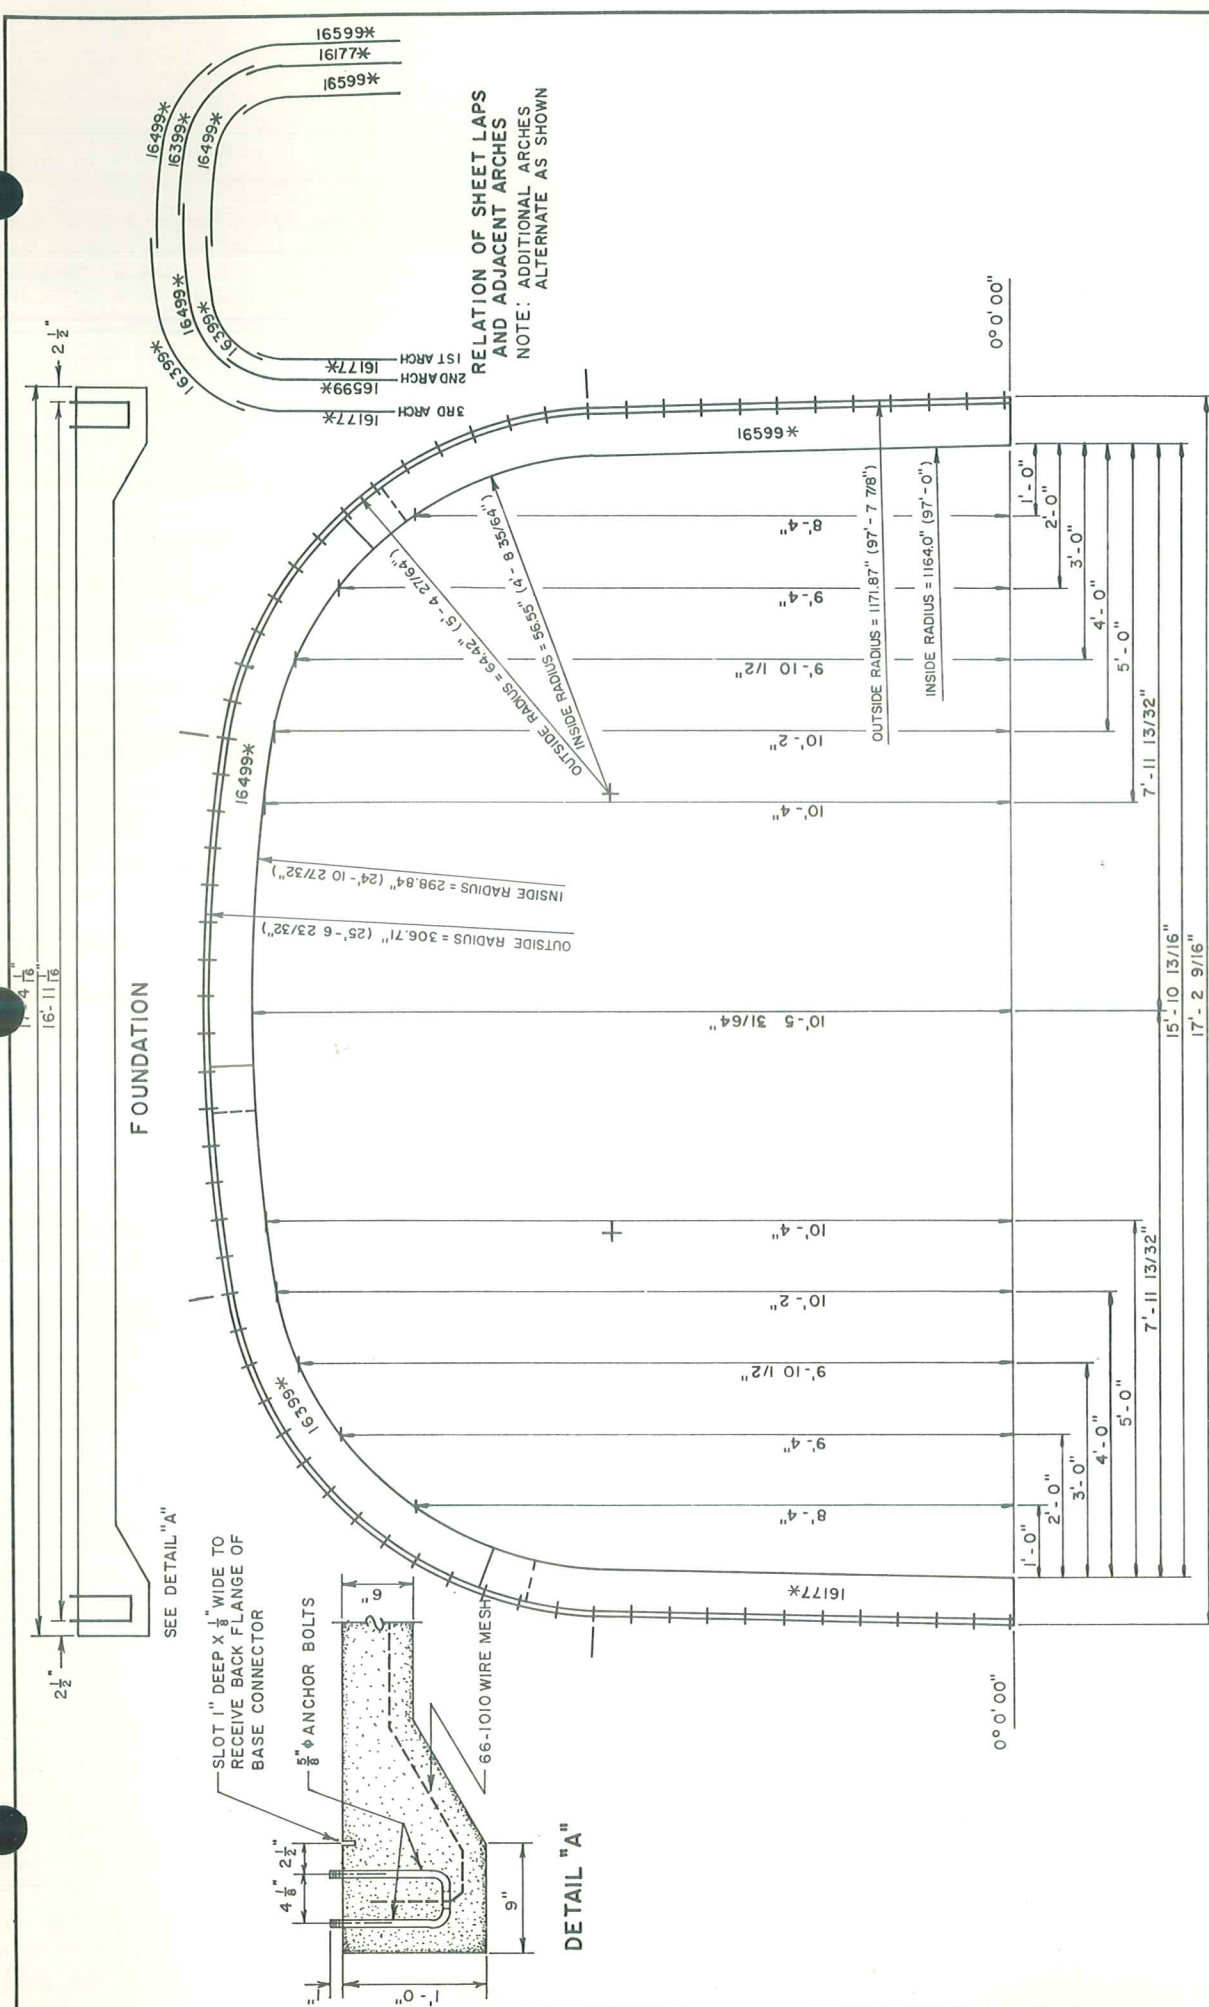 16599*
16177*
16599*
16499*
16399*
16499*
16399*
16499*
16399*
16177*
16599*
16177*
1ST ARCH
2ND ARCH
3RD ARCH
RELATION OF SHEET LAPS
AND ADJACENT ARCHES
NOTE: ADDITIONAL ARCHES
ALTERNATE AS SHOWN
2 1/2"
4 1/16"
16'-11 1/16"
2 1/2"
FOUNDATION
SEE DETAIL "A"
SLOT 1" DEEP X 1/8" WIDE TO
RECEIVE BACK FLANGE OF
BASE CONNECTOR
5/8" ϕ ANCHOR BOLTS
66-1010 WIRE MESH
6"
2 1/2"
4 1/8"
9"
1"
1'-0"
DETAIL "A"
16177*
16399*
16499*
16599*
OUTSIDE RADIUS = 64.42" (5'-4 27/64")
INSIDE RADIUS = 56.55" (4'-8 35/64")
INSIDE RADIUS = 298.84" (24'-10 27/32")
OUTSIDE RADIUS = 306.71" (25'-6 23/32")
OUTSIDE RADIUS = 1171.87" (97'-7 7/8")
INSIDE RADIUS = 1164.0" (97'-0")
8'-4"
9'-4"
9'-10 1/2"
10'-2"
10'-4"
10'-5 31/64"
10'-4"
10'-2"
9'-10 1/2"
9'-4"
8'-4"
0° 0' 00"
0° 0' 00"
1'-0"
2'-0"
3'-0"
4'-0"
5'-0"
7'-11 13/32"
1'-0"
2'-0"
3'-0"
4'-0"
5'-0"
7'-11 13/32"
15'-10 13/16"
17'-2 9/16"